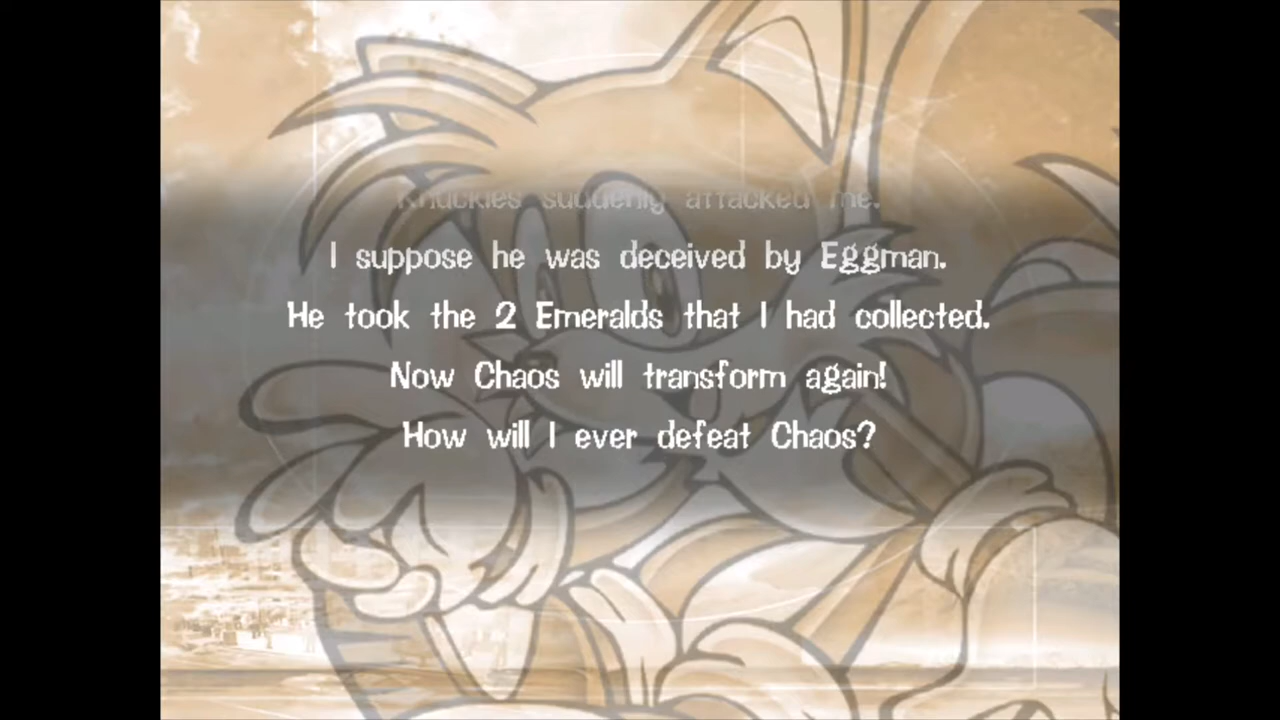 Knuckles suddenly attacked me.
I suppose he was deceived by Eggman.
He took the 2 Emeralds that I had collected.
Now Chaos will transform again!
How will I ever defeat Chaos?